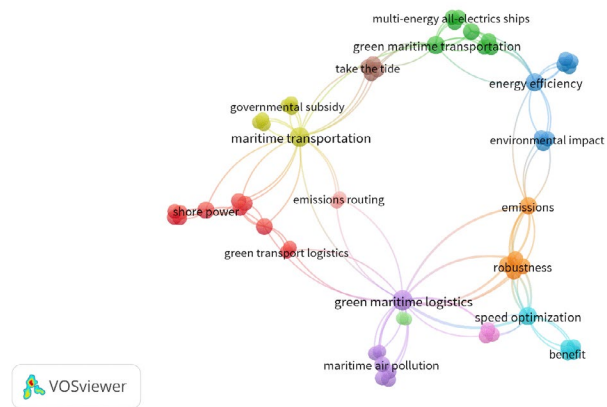 multi-energy all-electrics ships
green maritime transportation
take the tide
energy efficiency
governmental subsidy
maritime transportation
environmental impact
emissions routing
emissions
shore power
green transport logistics
robustness
green maritime logistics
speed optimization
benefit
maritime air pollution
VOSviewer